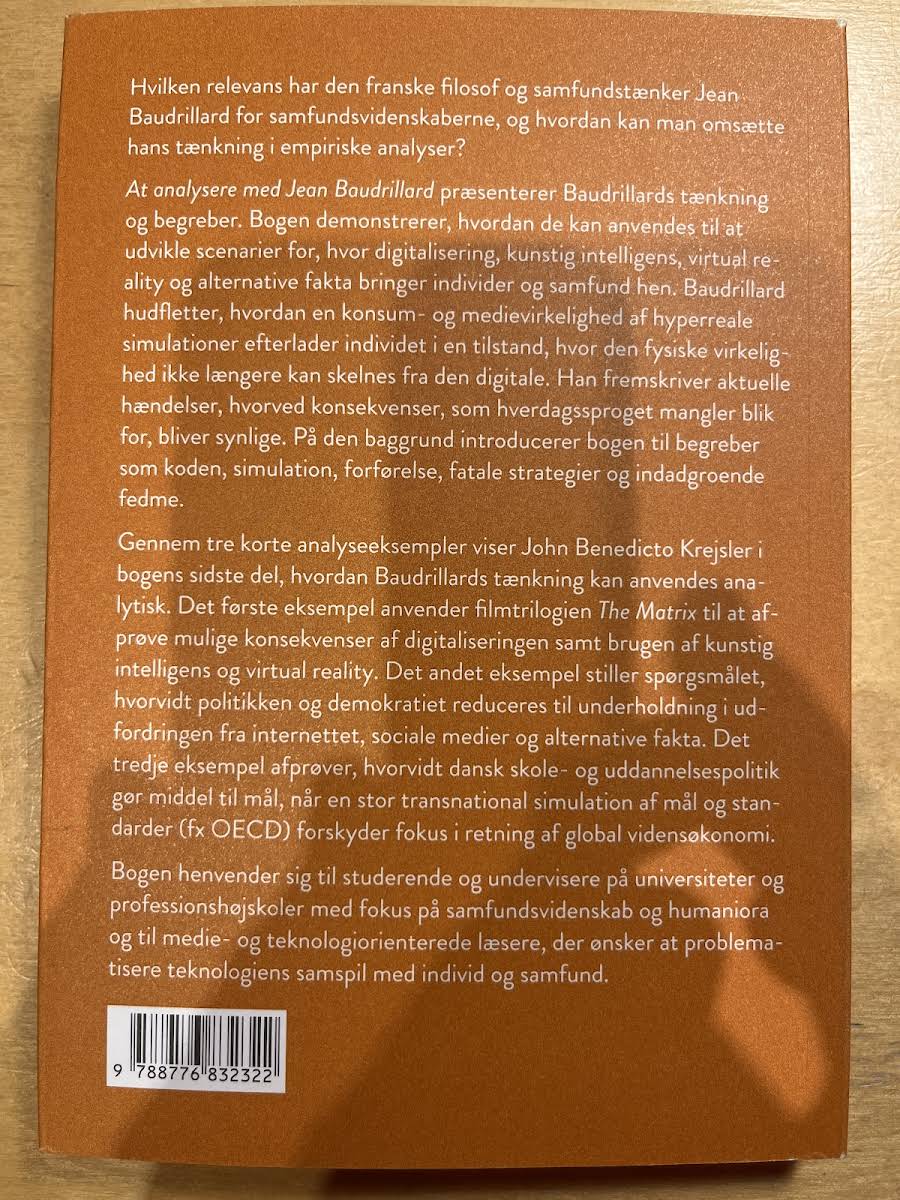 Hvilken relevans har den franske filosof og samfundstænker Jean
Baudrillard for samfundsvidenskaberne, og hvordan kan man omsætte
hans tænkning i empiriske analyser?
At analysere med Jean Baudrillard præsenterer Baudrillards tænkning
og begreber. Bogen demonstrerer, hvordan de kan anvendes til at
udvikle scenarier for, hvor digitalisering, kunstig intelligens, virtual re-
ality og alternative fakta bringer individer og samfund hen. Baudrillard
hudfletter, hvordan en konsum- og medievirkelighed af hyperreale
simulationer efterlader individet i en tilstand, hvor den fysiske virkelig-
hed ikke længere kan skelnes fra den digitale. Han fremskriver aktuelle
hændelser, hvorved konsekvenser, som hverdagssproget mangler blik
for, bliver synlige. På den baggrund introducerer bogen til begreber
som koden, simulation, forførelse, fatale strategier og indadgroende
fedme.
Gennem tre korte analyseeksempler viser John Benedicto Krejsler i
bogens sidste del, hvordan Baudrillards tænkning kan anvendes ana-
lytisk. Det første eksempel anvender filmtrilogien The Matrix til at af-
prøve mulige konsekvenser af digitaliseringen samt brugen af kunstig
intelligens og virtual reality. Det andet eksempel stiller spørgsmålet,
hvorvidt politikken og demokratiet reduceres til underholdning i ud-
fordringen fra internettet, sociale medier og alternative fakta. Det
tredje eksempel afprøver, hvorvidt dansk skole- og uddannelsespolitik
gør middel til mål, når en stor transnational simulation af mål og stan-
darder (fx OECD) forskyder fokus i retning af global vidensøkonomi.
Bogen henvender sig til studerende og undervisere på universiteter og
professionshøjskoler med fokus på samfundsvidenskab og humaniora
og til medie- og teknologiorienterede læsere, der ønsker at problema-
tisere teknologiens samspil med individ og samfund.
9 788776 832322